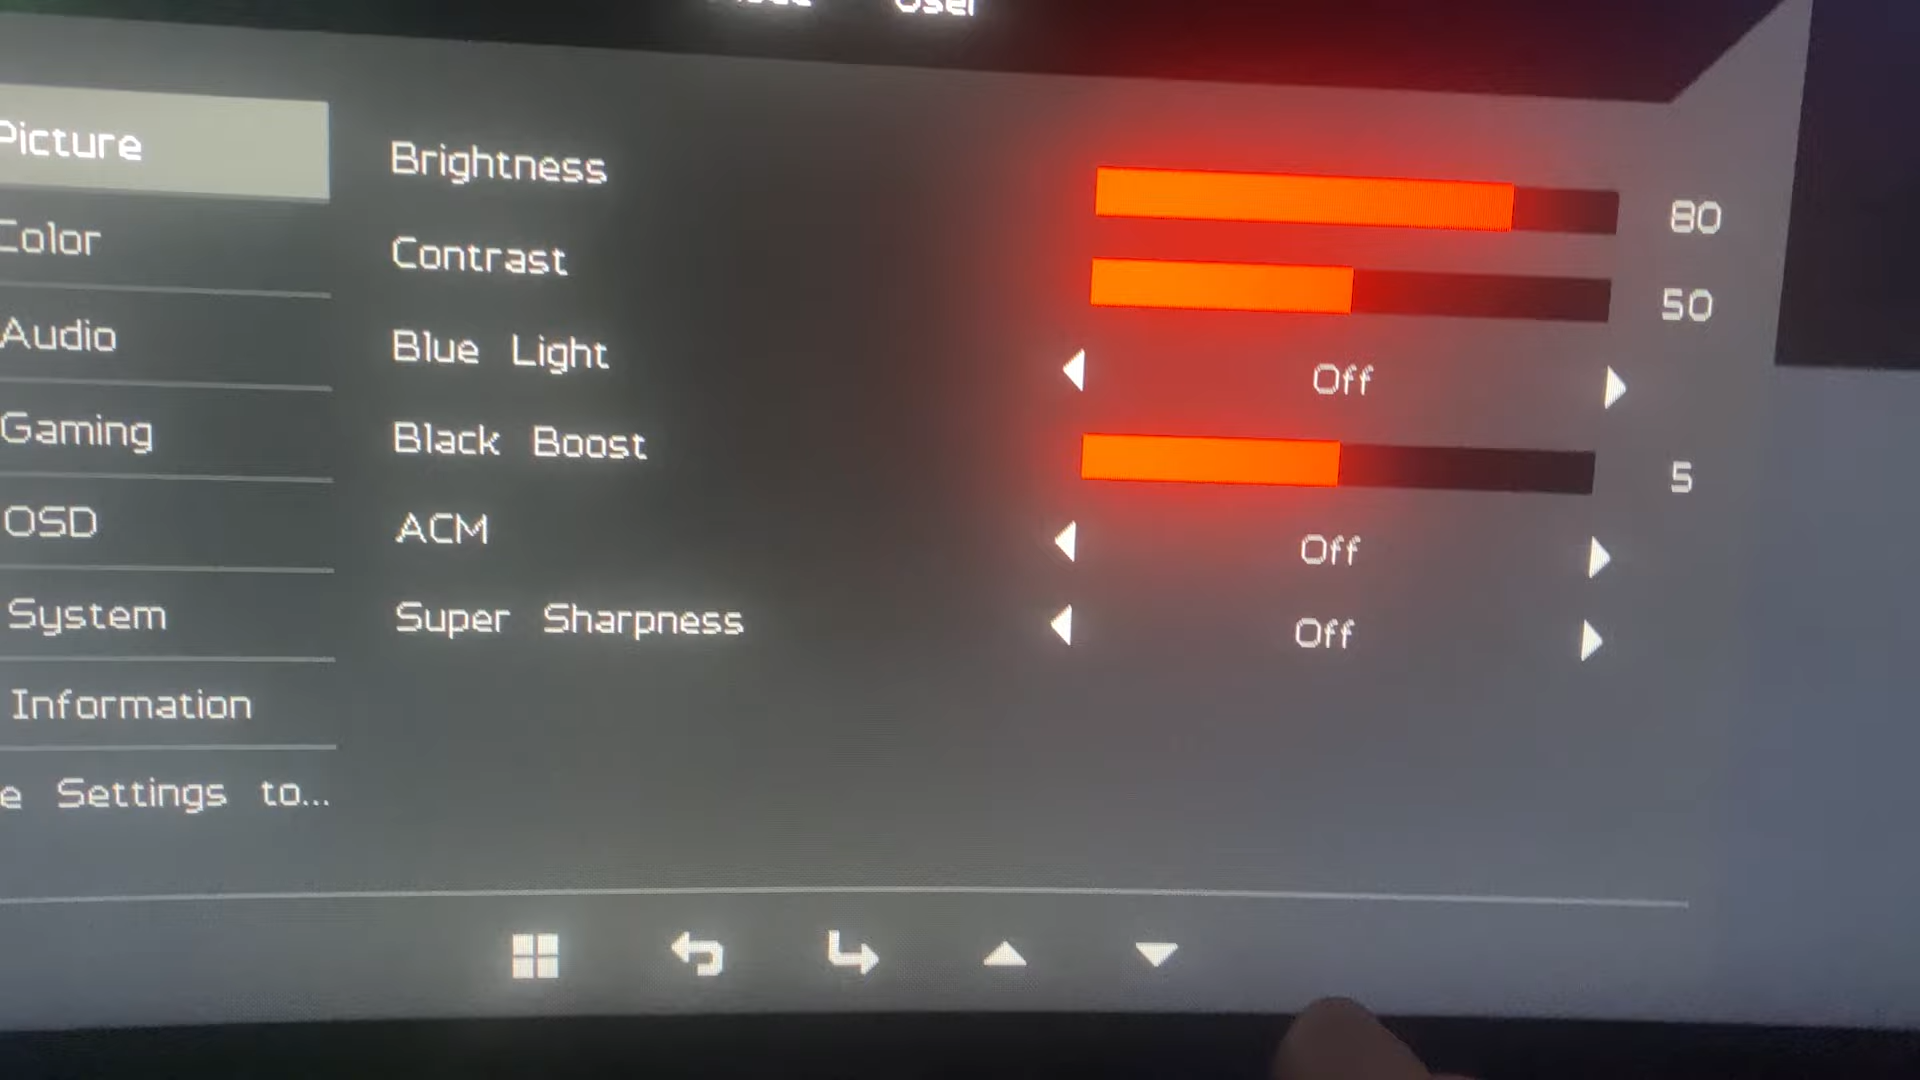 User
Picture
Color
Audio
Gaming
OSD
System
Information
Settings to...
Brightness 80
Contrast 50
Blue Light Off
Black Boost 5
ACM Off
Super Sharpness Off